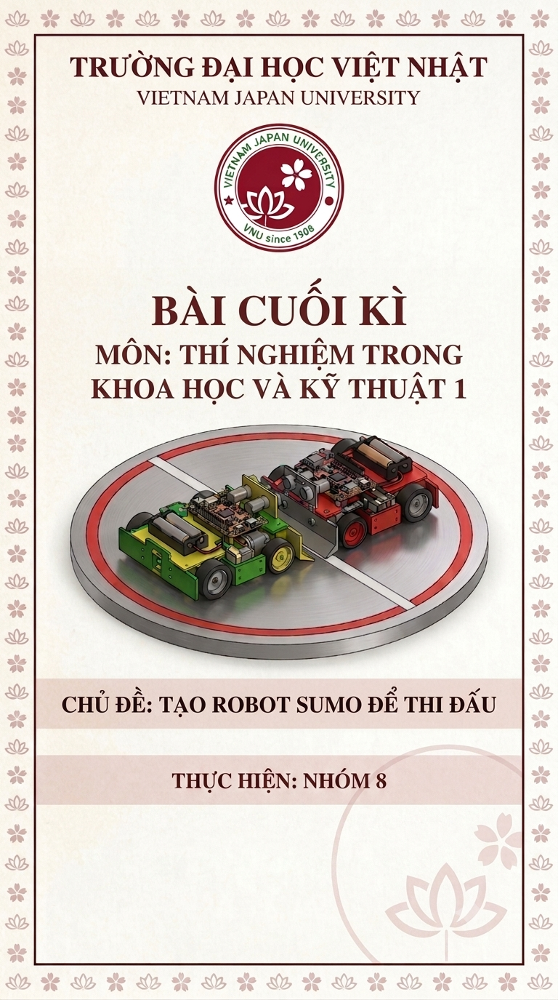 TRƯỜNG ĐẠI HỌC VIỆT NHẬT
VIETNAM JAPAN UNIVERSITY
VIETNAM JAPAN UNIVERSITY
VNU since 1908
BÀI CUỐI KÌ
MÔN: THÍ NGHIỆM TRONG
KHOA HỌC VÀ KỸ THUẬT 1
CHỦ ĐỀ: TẠO ROBOT SUMO ĐỂ THI ĐẤU
THỰC HIỆN: NHÓM 8